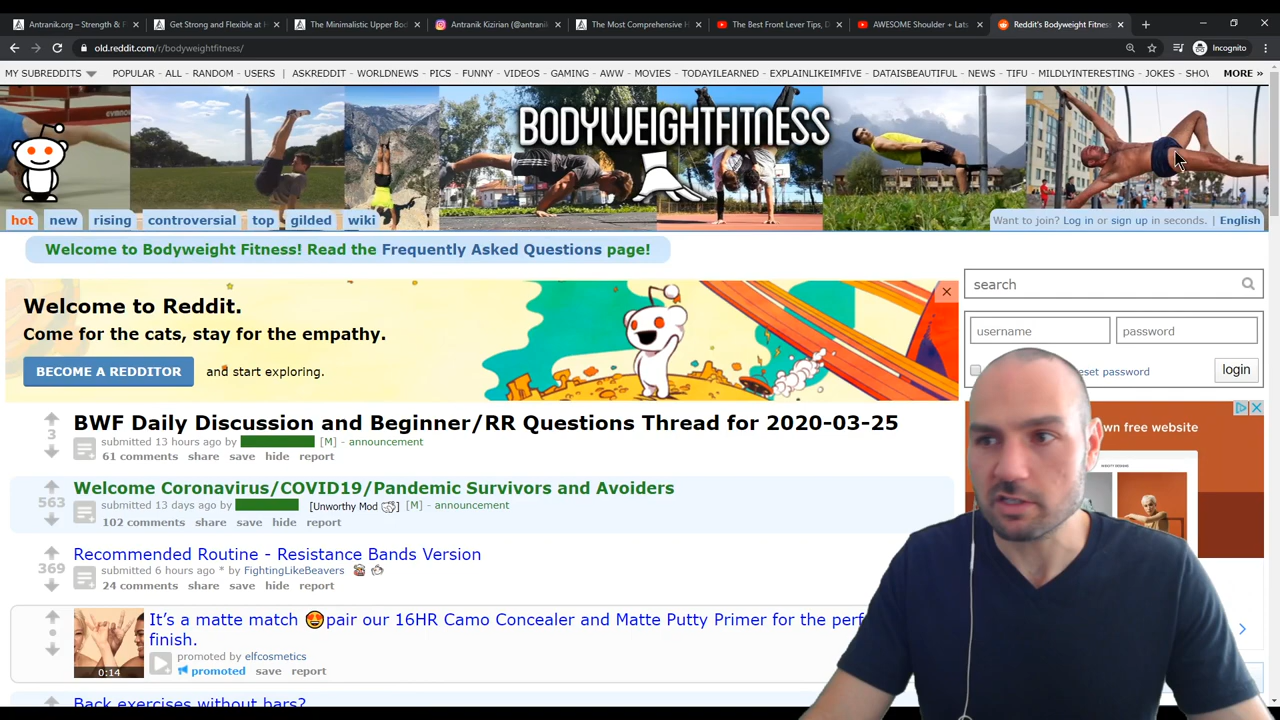 Antranik.org – Strength & F
Get Strong and Flexible at H
The Minimalistic Upper Bod
Antranik Kizirian (@antranik
The Most Comprehensive H
The Best Front Lever Tips, D
AWESOME Shoulder + Lats
Reddit's Bodyweight Fitness
old.reddit.com/r/bodyweightfitness/
Incognito
MY SUBREDDITS
POPULAR - ALL - RANDOM - USERS | ASKREDDIT - WORLDNEWS - PICS - FUNNY - VIDEOS - GAMING - AWW - MOVIES - TODAYILEARNED - EXPLAINLIKEIMFIVE - DATAISBEAUTIFUL - NEWS - TIFU - MILDLYINTERESTING - JOKES - SHOW
MORE »
BODYWEIGHTFITNESS
hot new rising controversial top gilded wiki
Want to join? Log in or sign up in seconds. | English
Welcome to Bodyweight Fitness! Read the Frequently Asked Questions page!
search
Welcome to Reddit.
Come for the cats, stay for the empathy.
BECOME A REDDITOR and start exploring.
username
password
reset password
login
BWF Daily Discussion and Beginner/RR Questions Thread for 2020-03-25
3
submitted 13 hours ago by [M] - announcement
61 comments share save hide report
own free website
Welcome Coronavirus/COVID19/Pandemic Survivors and Avoiders
563
submitted 13 days ago by [Unworthy Mod] [M] - announcement
102 comments share save hide report
Recommended Routine - Resistance Bands Version
369
submitted 6 hours ago * by FightingLikeBeavers
24 comments share save hide report
It's a matte match 🤩pair our 16HR Camo Concealer and Matte Putty Primer for the perf
finish.
promoted by elfcosmetics
0:14
promoted save report
Back exercises without bars?